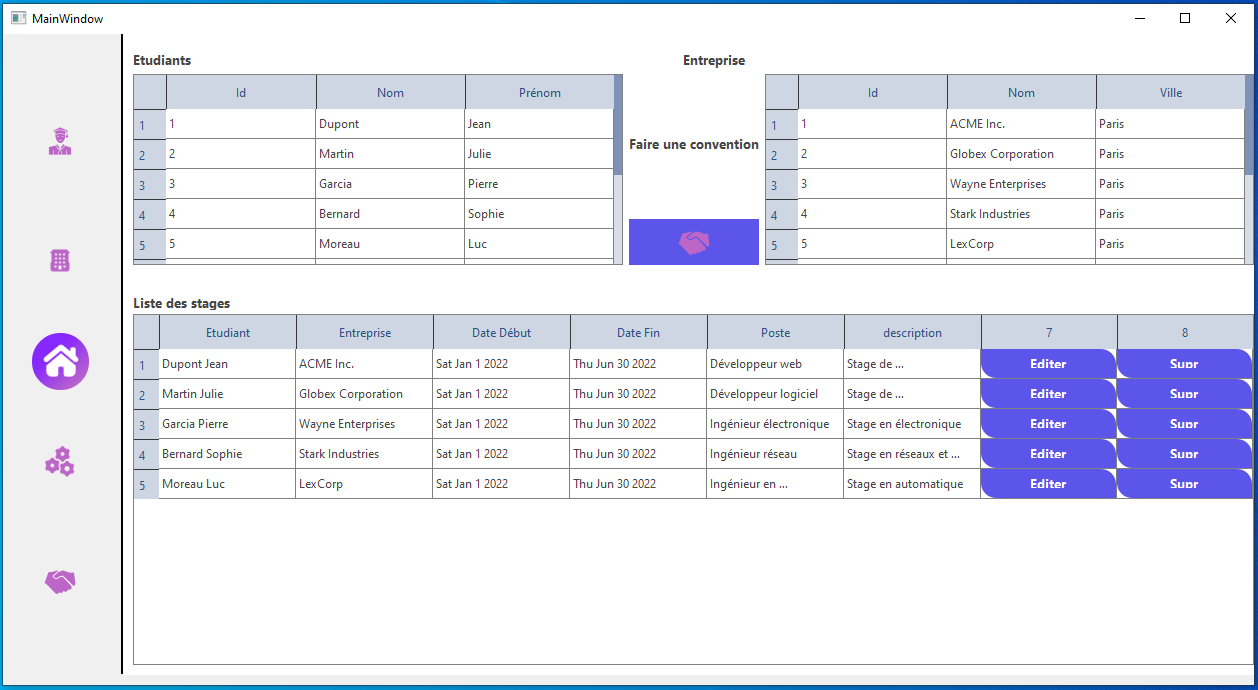 MainWindow
Etudiants
Entreprise
Id Nom Prénom
1 1 Dupont Jean
2 2 Martin Julie
3 3 Garcia Pierre
4 4 Bernard Sophie
5 5 Moreau Luc
Faire une convention
Id Nom Ville
1 1 ACME Inc. Paris
2 2 Globex Corporation Paris
3 3 Wayne Enterprises Paris
4 4 Stark Industries Paris
5 5 LexCorp Paris
Liste des stages
Etudiant Entreprise Date Début Date Fin Poste description 7 8
1 Dupont Jean ACME Inc. Sat Jan 1 2022 Thu Jun 30 2022 Développeur web Stage de ... Editer Supr
2 Martin Julie Globex Corporation Sat Jan 1 2022 Thu Jun 30 2022 Développeur logiciel Stage de ... Editer Supr
3 Garcia Pierre Wayne Enterprises Sat Jan 1 2022 Thu Jun 30 2022 Ingénieur électronique Stage en électronique Editer Supr
4 Bernard Sophie Stark Industries Sat Jan 1 2022 Thu Jun 30 2022 Ingénieur réseau Stage en réseaux et ... Editer Supr
5 Moreau Luc LexCorp Sat Jan 1 2022 Thu Jun 30 2022 Ingénieur en ... Stage en automatique Editer Supr